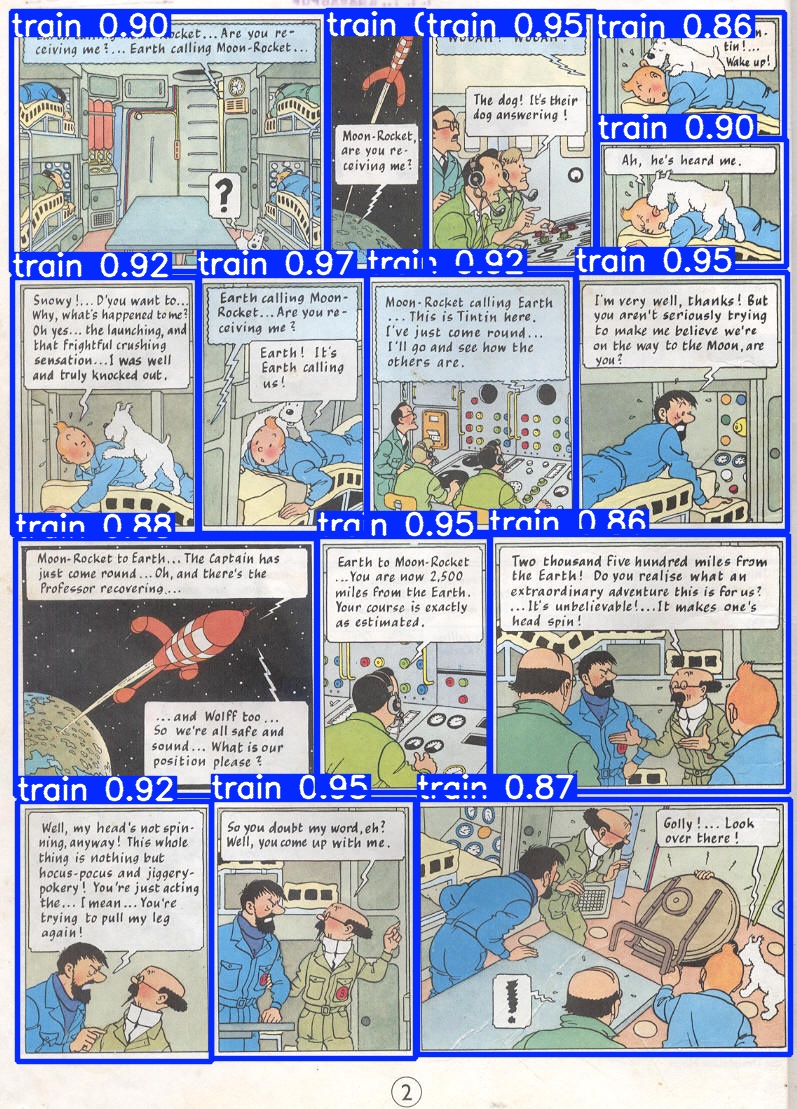 train 0.90
Earth calling Moon-Rocket... Are you re-
ceiving me?... Earth calling Moon-Rocket...
?
train
Moon-Rocket,
are you re-
ceiving me?
train 0.95
WOOAH! WOOAH!
The dog! It's their
dog answering!
train 0.86
tin!...
Wake up!
train 0.90
Ah, he's heard me.
train 0.92
Snowy!... D'you want to...
Why, what's happened to me?
Oh yes... the launching, and
that frightful crushing
sensation... I was well
and truly knocked out.
train 0.97
Earth calling Moon-
Rocket... Are you re-
ceiving me?
Earth! It's
Earth calling
us!
train 0.92
Moon-Rocket calling Earth
... This is Tintin here.
I've just come round...
I'll go and see how the
others are.
train 0.95
I'm very well, thanks! But
you aren't seriously trying
to make me believe we're
on the way to the Moon, are
you?
train 0.88
Moon-Rocket to Earth... The Captain has
just come round... Oh, and there's the
Professor recovering....
...and Wolff too...
So we're all safe and
sound... What is our
position please?
train 0.95
Earth to Moon-Rocket
...You are now 2,500
miles from the Earth.
Your course is exactly
as estimated.
train 0.86
Two thousand five hundred miles from
the Earth! Do you realise what an
extraordinary adventure this is for us?
...It's unbelievable!...It makes one's
head spin!
train 0.92
Well, my head's not spin-
ning, anyway! This whole
thing is nothing but
hocus-pocus and jiggery-
pokery! You're just acting
the... I mean... You're
trying to pull my leg
again!
train 0.95
So you doubt my word, eh?
Well, you come up with me.
train 0.87
Golly!... Look
over there!
!
2